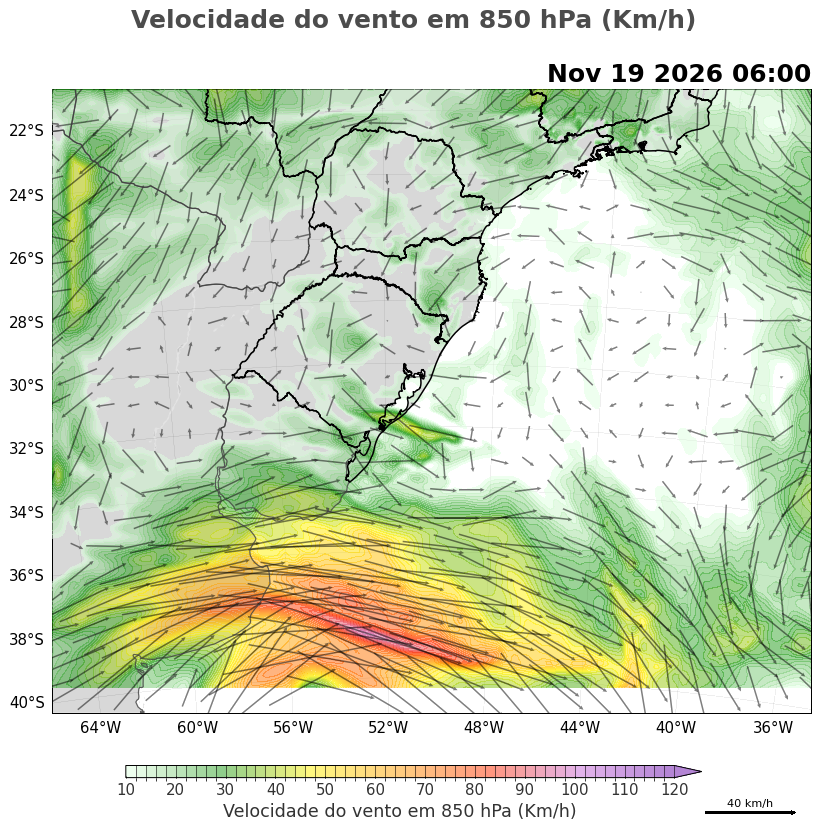 Velocidade do vento em 850 hPa (Km/h)
Nov 19 2026 06:00
22°S
24°S
26°S
28°S
30°S
32°S
34°S
36°S
38°S
40°S
64°W 60°W 56°W 52°W 48°W 44°W 40°W 36°W
10 20 30 40 50 60 70 80 90 100 110 120
Velocidade do vento em 850 hPa (Km/h)
40 km/h